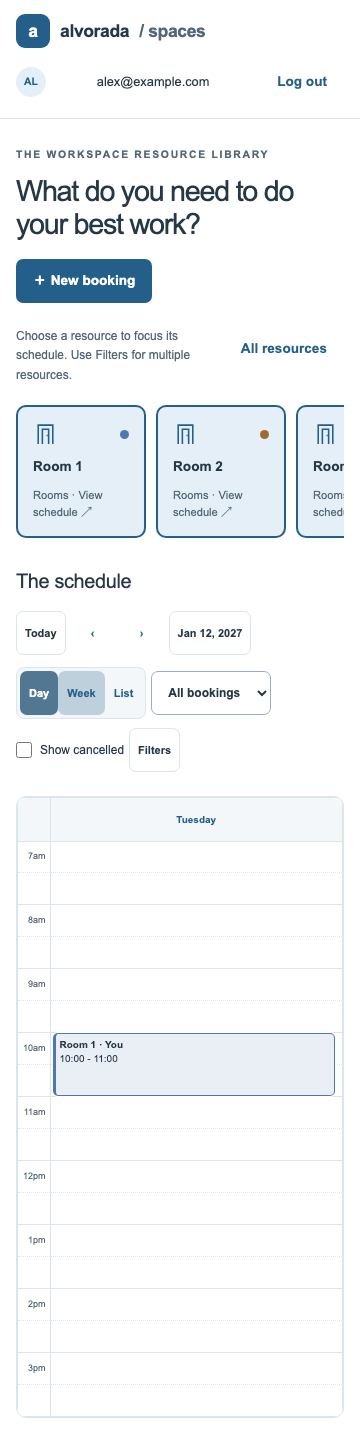 a alvorada / spaces
AL alex@example.com Log out
THE WORKSPACE RESOURCE LIBRARY
What do you need to do
your best work?
+ New booking
Choose a resource to focus its
schedule. Use Filters for multiple
resources.
All resources
Room 1
Rooms · View
schedule ↗
Room 2
Rooms · View
schedule ↗
Room
Rooms
sched
The schedule
Today ‹ › Jan 12, 2027
Day Week List All bookings
Show cancelled Filters
Tuesday
7am
8am
9am
10am
Room 1 · You
10:00 - 11:00
11am
12pm
1pm
2pm
3pm